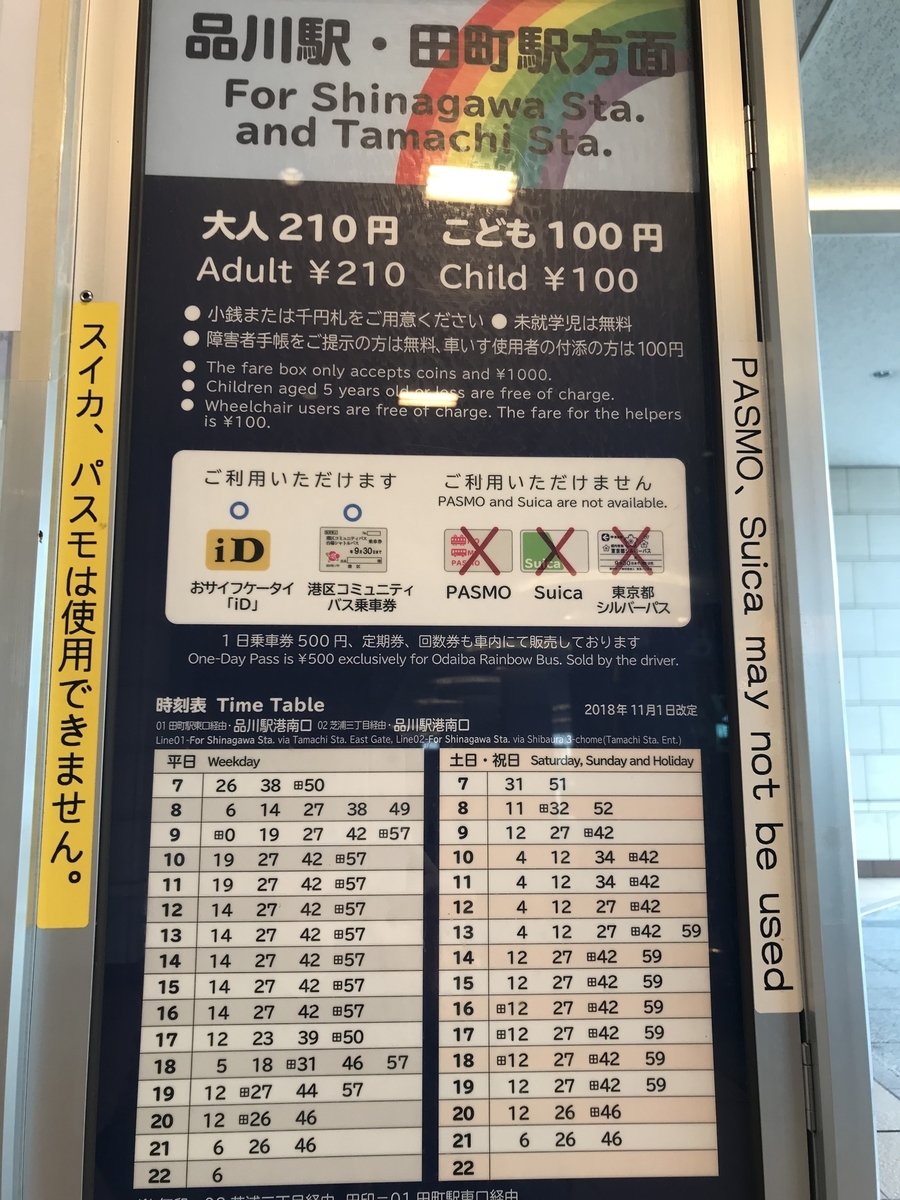 品川駅・田町駅方面
For Shinagawa Sta.
and Tamachi Sta.
大人210円 こども100円
Adult ¥210 Child ¥100
● 小銭または千円札をご用意ください ● 未就学児は無料
● 障害者手帳をご提示の方は無料、車いす使用者の付添の方は100円
● The fare box only accepts coins and ¥1000.
● Children aged 5 years old or less are free of charge.
● Wheelchair users are free of charge. The fare for the helpers
is ¥100.
スイカ、パスモは使用できません。
PASMO、Suica may not be used
ご利用いただけます
iD
おサイフケータイ
「iD」
9月30日
港区コミュニティ
バス乗車券
ご利用いただけません
PASMO and Suica are not available.
PASMO
PASMO
Suica
Suica
東京都
シルバーパス
1日乗車券500円、定期券、回数券も車内にて販売しております
One-Day Pass is ¥500 exclusively for Odaiba Rainbow Bus. Sold by the driver.
時刻表 Time Table
2018年11月1日改定
01 田町駅東口経由・品川駅港南口 02 芝浦三丁目経由・品川駅港南口
Line01-For Shinagawa Sta. via Tamachi Sta. East Gate, Line02-For Shinagawa Sta. via Shibaura 3-chome(Tamachi Sta. Ent.)
平日 Weekday
7 26 38 田50
8 6 14 27 38 49
9 田0 19 27 42 田57
10 19 27 42 田57
11 19 27 42 田57
12 14 27 42 田57
13 14 27 42 田57
14 14 27 42 田57
15 14 27 42 田57
16 14 27 42 田57
17 12 23 39 田50
18 5 18 田31 46 57
19 12 田27 44 57
20 12 田26 46
21 6 26 46
22 6
土日・祝日 Saturday, Sunday and Holiday
7 31 51
8 11 田32 52
9 12 27 田42
10 4 12 34 田42
11 4 12 34 田42
12 4 12 27 田42
13 4 12 27 田42 59
14 12 27 田42 59
15 12 27 田42 59
16 田12 27 田42 59
17 田12 27 田42 59
18 田12 27 田42 59
19 12 27 田42 59
20 12 26 田46
21 6 26 46
22
02 芝浦三丁目経由、田印=01 田町駅東口経由